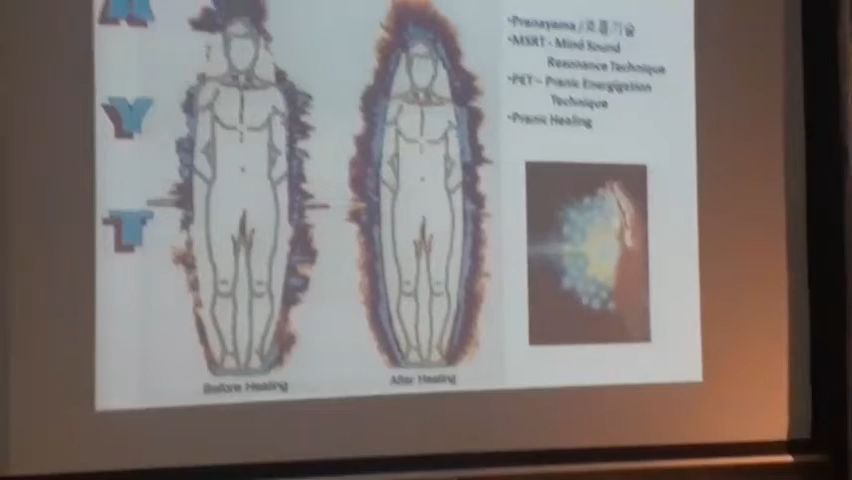 A
Y
T
•Pranayama / 호흡기술
•MSRT - Mind Sound
Resonance Technique
•PET – Pranic Energization
Technique
•Pranic Healing
Before Healing
After Healing